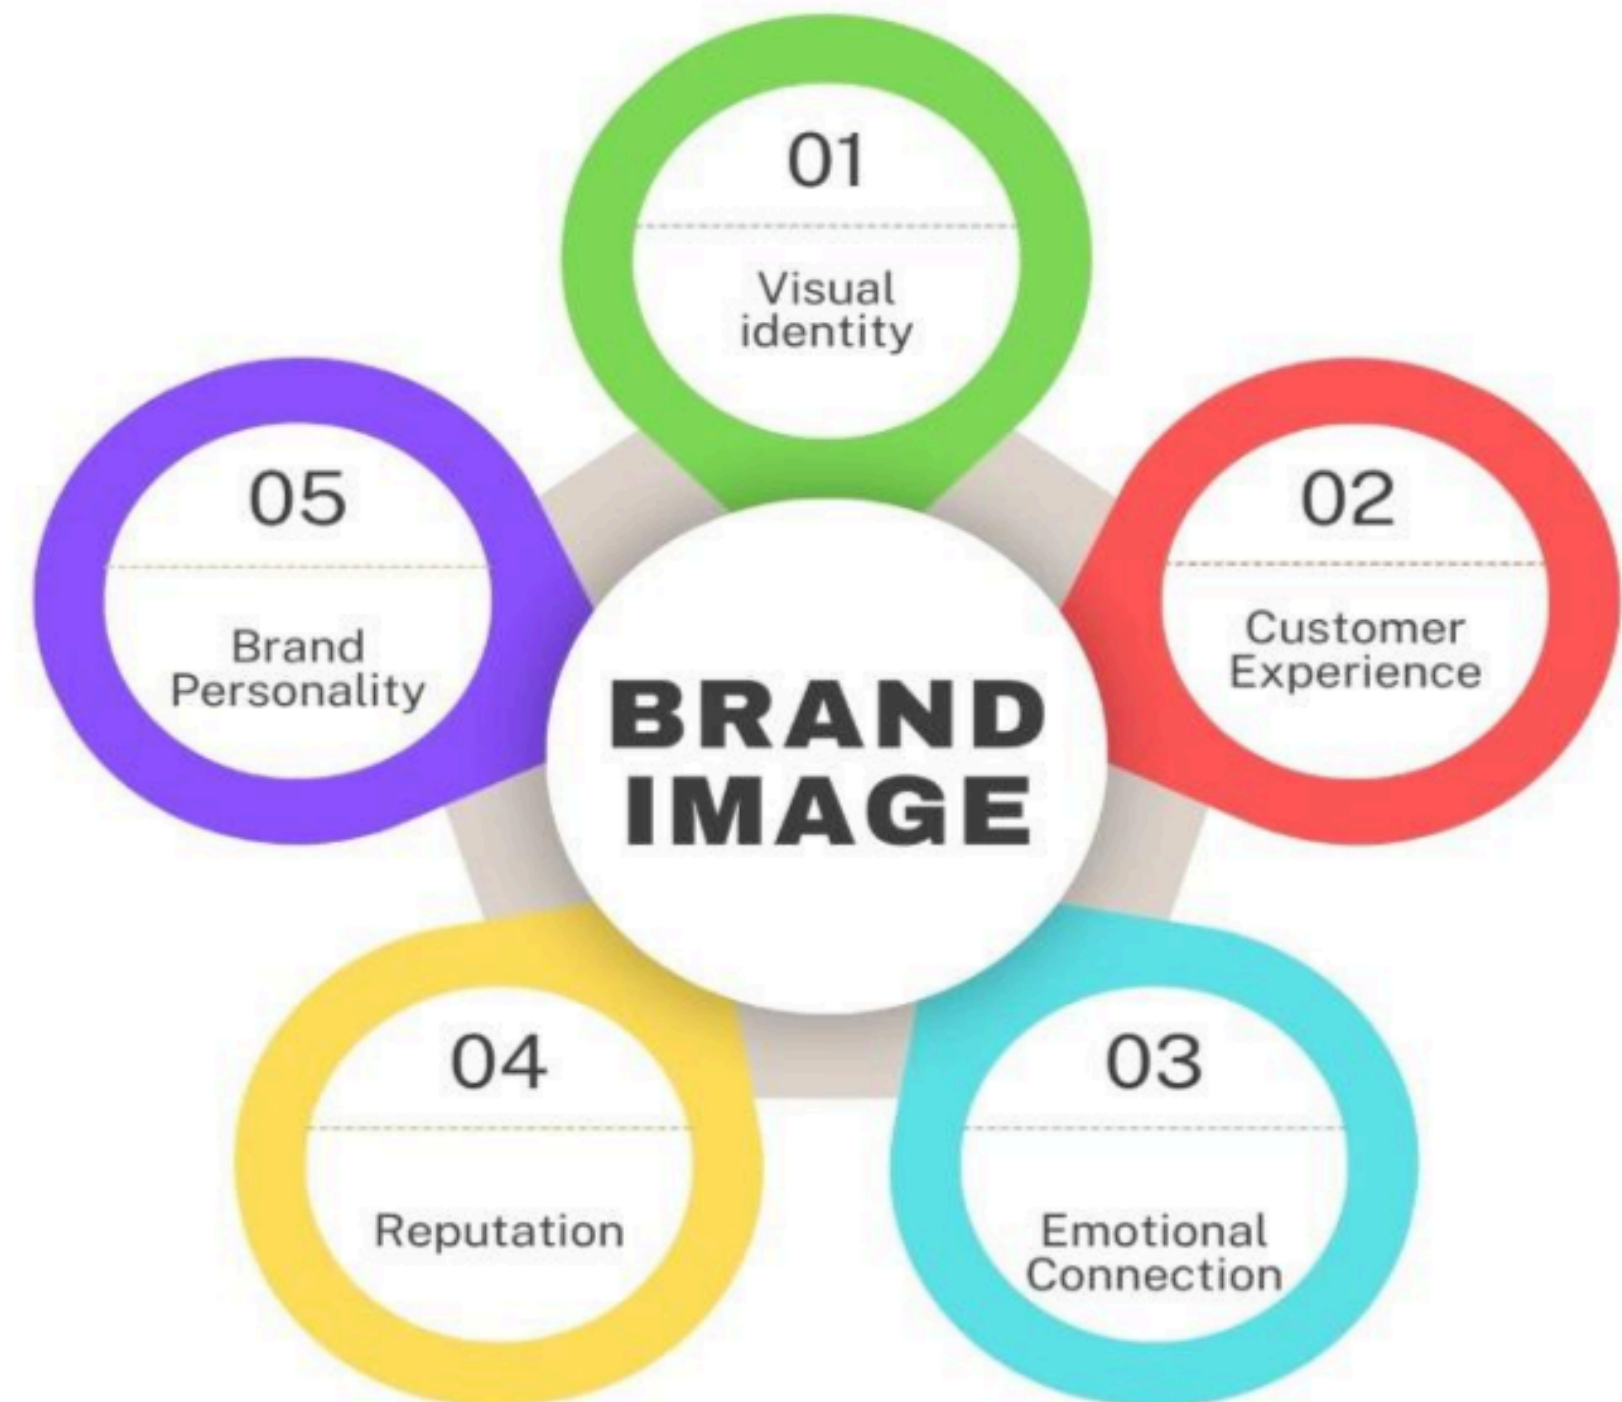 01
Visual
identity
02
Customer
Experience
03
Emotional
Connection
04
Reputation
05
Brand
Personality
BRAND
IMAGE